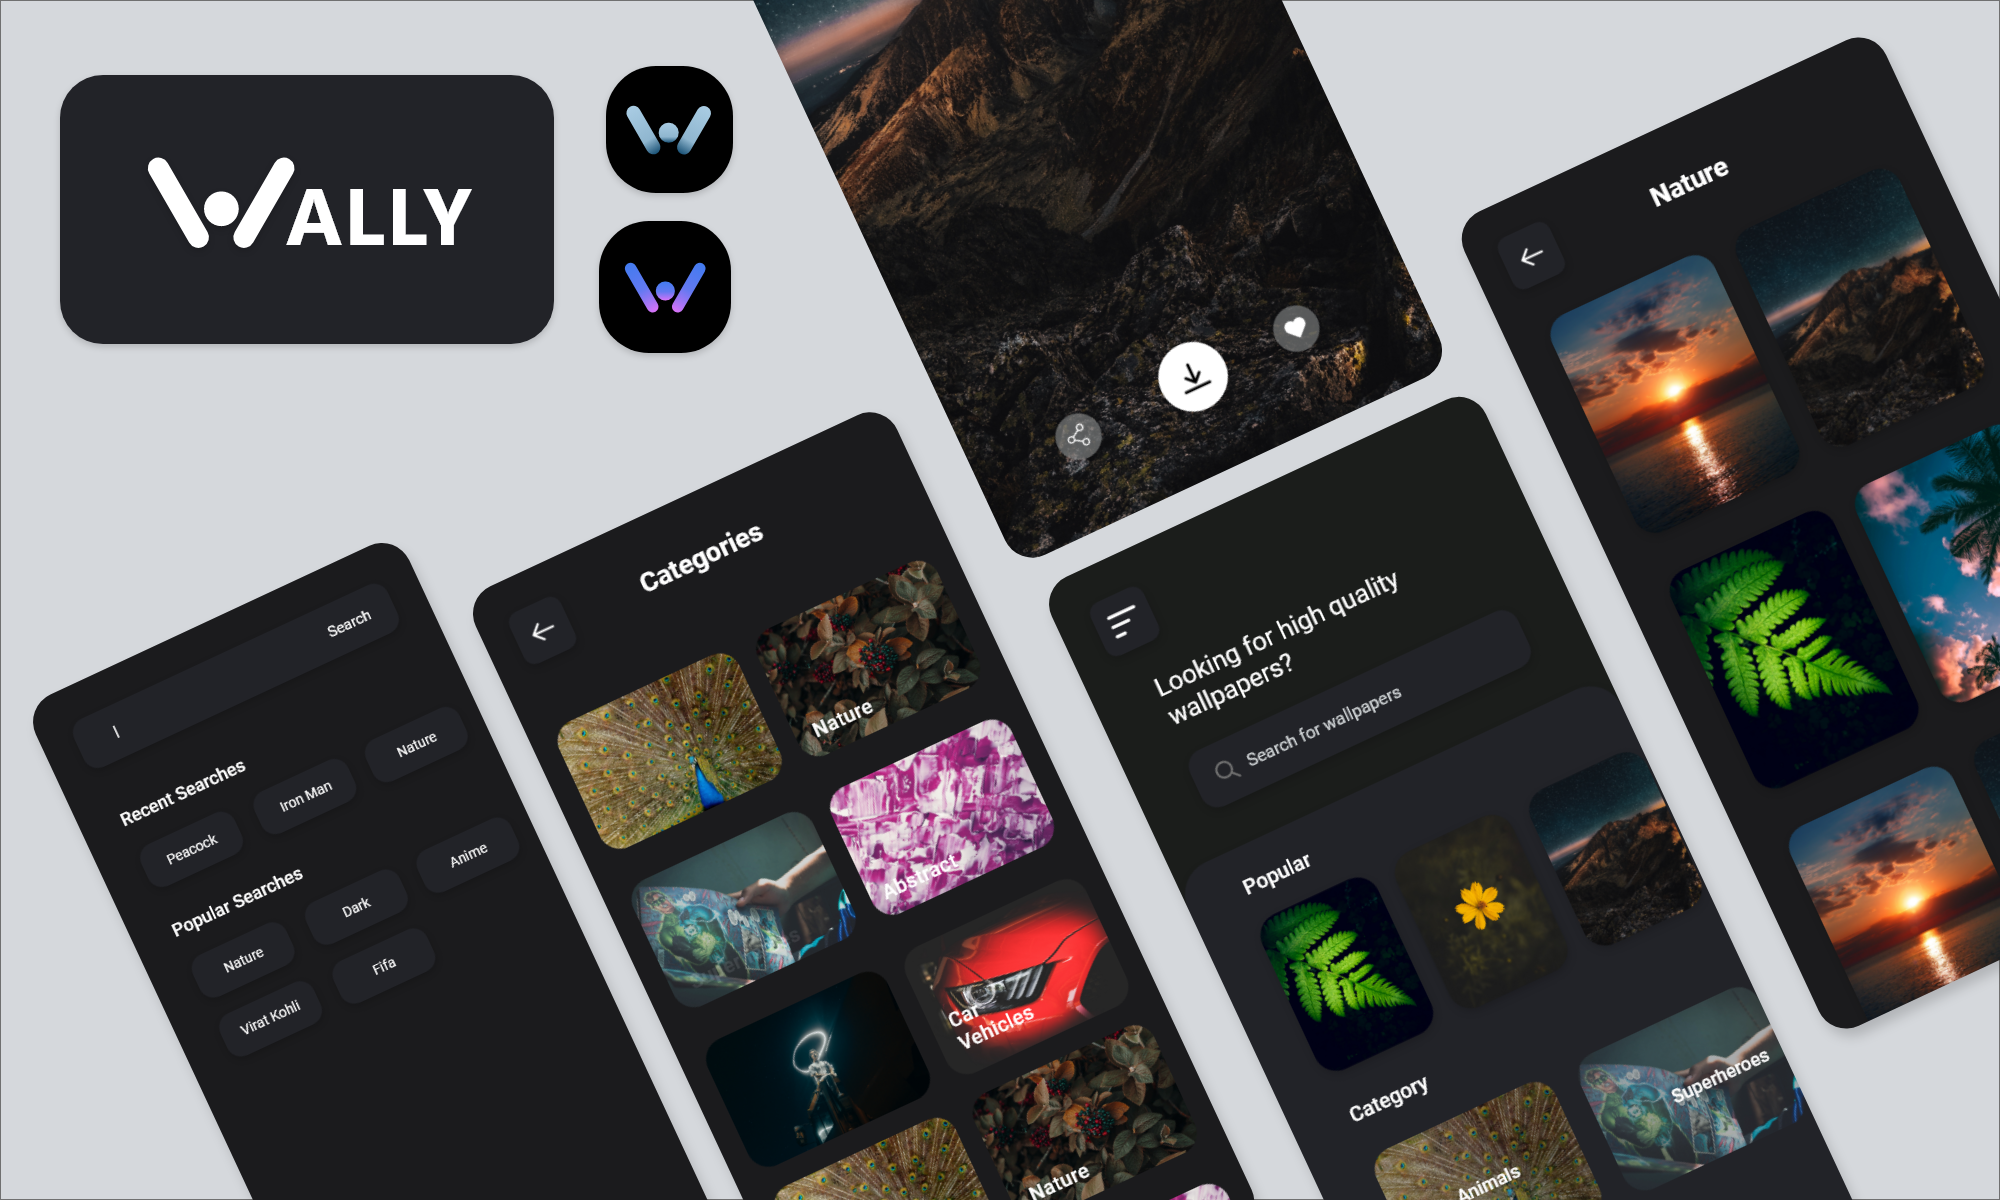 WALLY
Search
Recent Searches
Peacock
Iron Man
Nature
Popular Searches
Nature
Dark
Anime
Virat Kohli
Fifa
Categories
Nature
Abstract
Car
Vehicles
Nature
Looking for high quality
wallpapers?
Search for wallpapers
Popular
Category
Animals
Superheroes
Nature